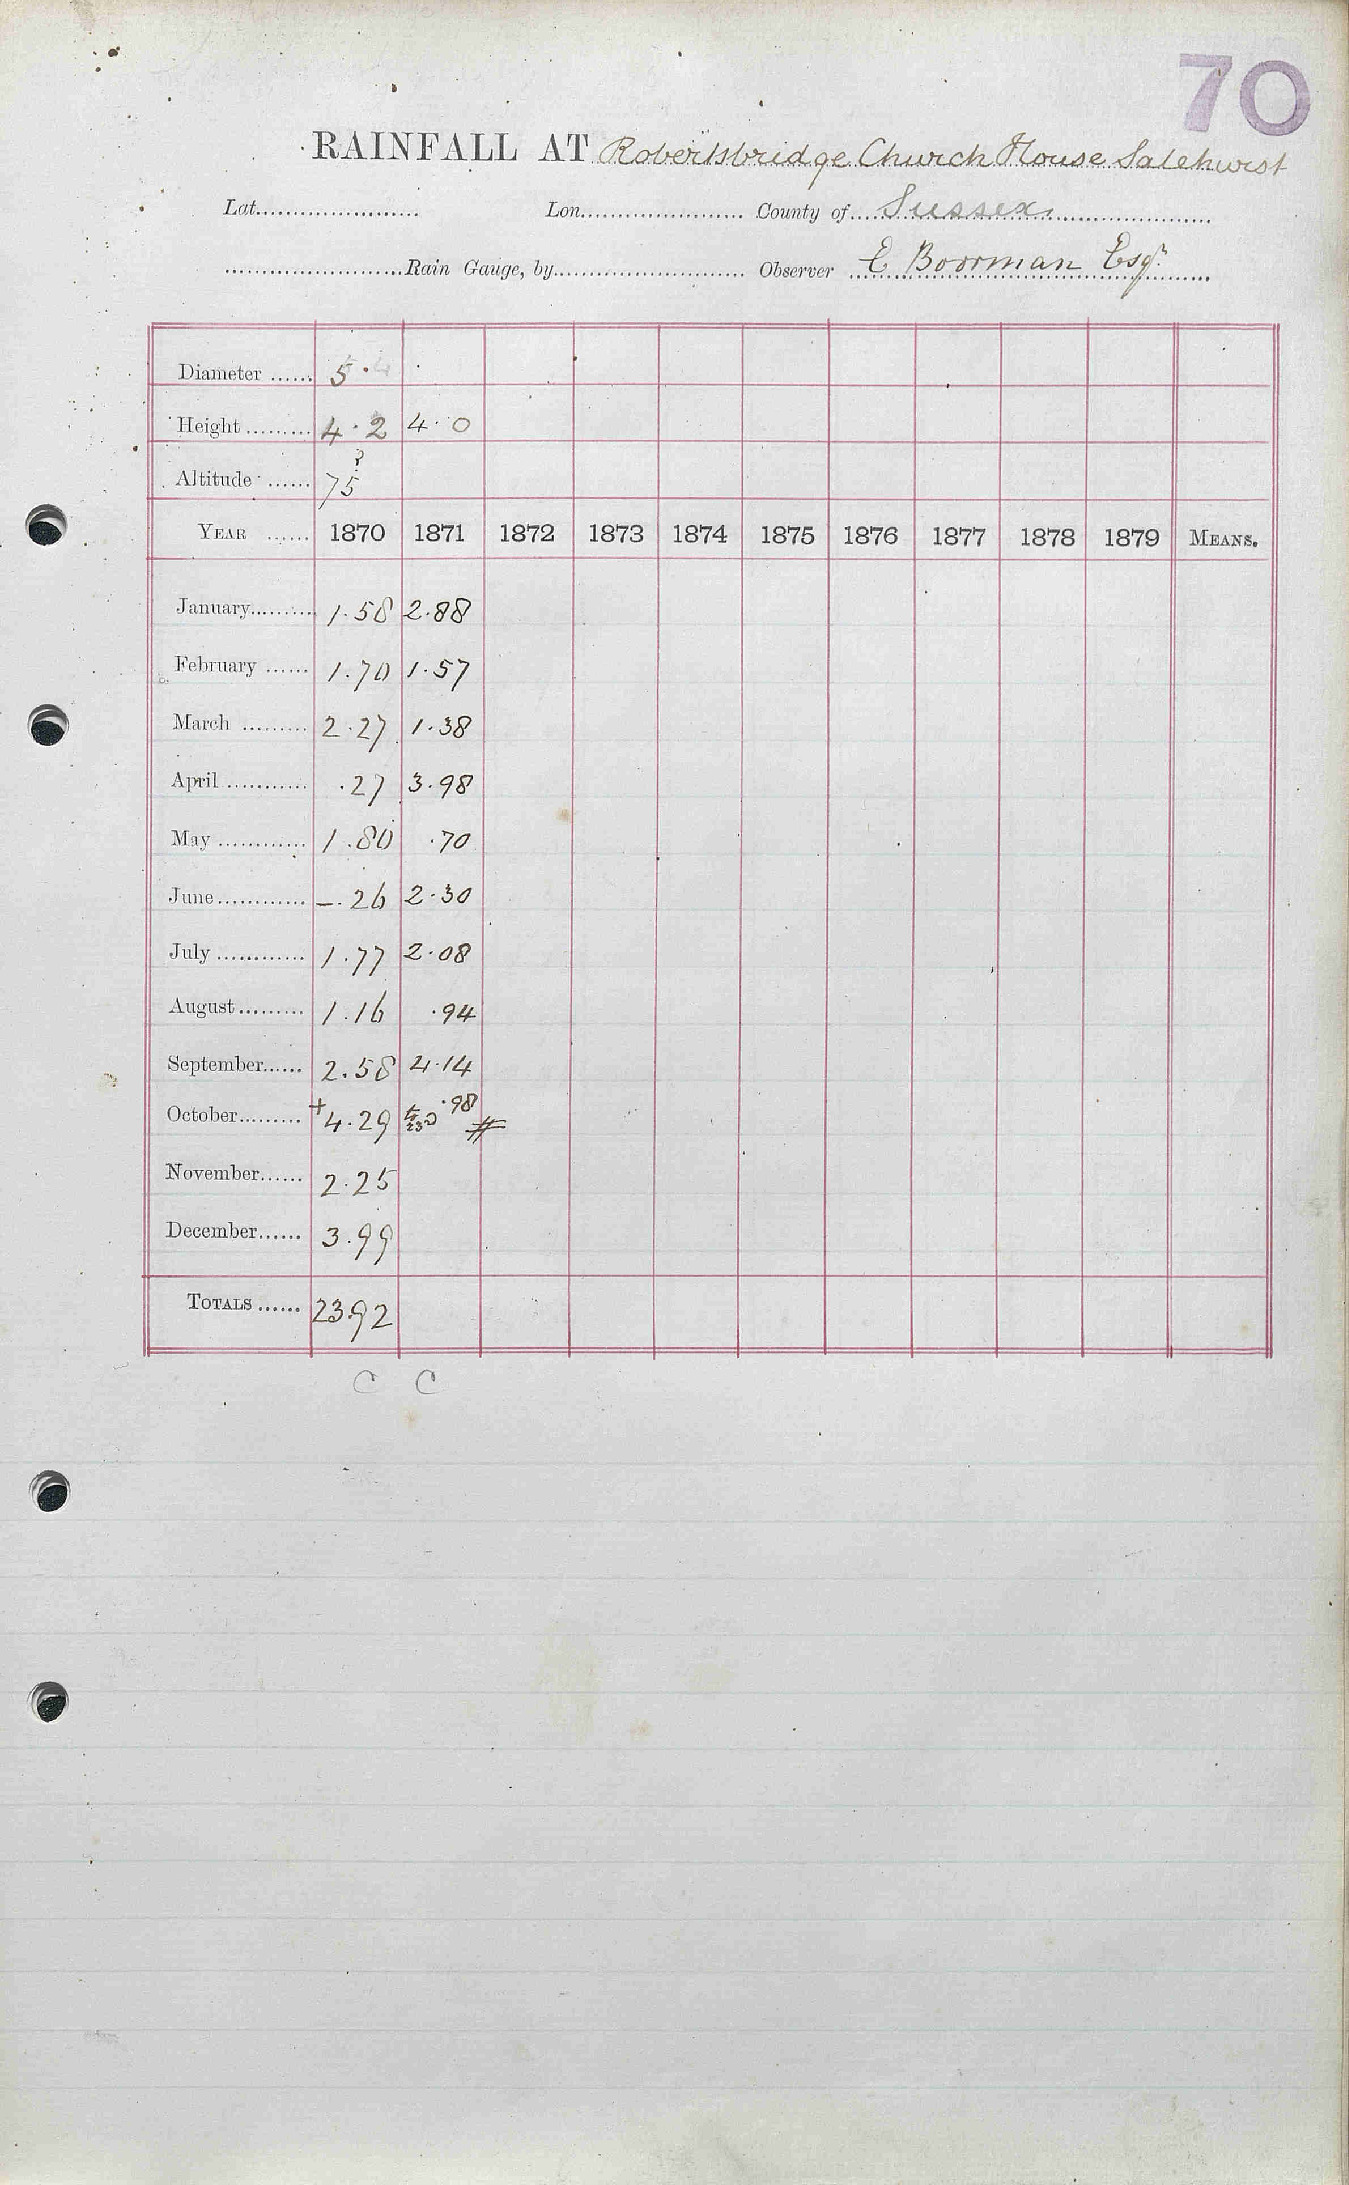 70
RAINFALL AT Robertsbridge Church House Salehurst
Lat. Lon. County of Sussex
Rain Gauge, by Observer E Boorman Esqr
Diameter 5.
Height 4.2 4.0
Altitude 75 ?
YEAR 1870 1871 1872 1873 1874 1875 1876 1877 1878 1879 MEANS.
January 1.58 2.88
February 1.70 1.57
March 2.27 1.38
April .27 3.98
May 1.80 .70
June —.26 2.30
July 1.77 2.08
August 1.16 .94
September 2.58 4.14
October +4.29 to 23rd .98 #
November 2.25
December 3.99
TOTALS 23.92
C C